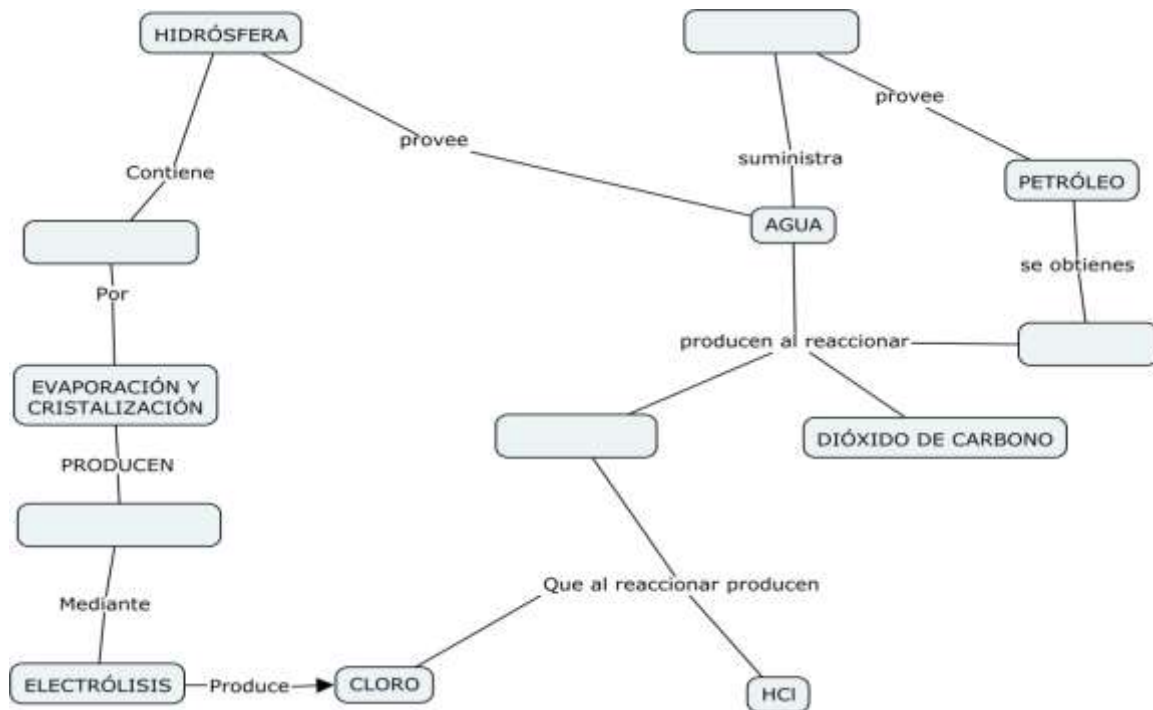 HIDRÓSFERA
provee
provee
Contiene
suministra
PETRÓLEO
AGUA
se obtienes
Por
producen al reaccionar
EVAPORACIÓN Y
CRISTALIZACIÓN
DIÓXIDO DE CARBONO
PRODUCEN
Que al reaccionar producen
Mediante
ELECTRÓLISIS
Produce
CLORO
HCl